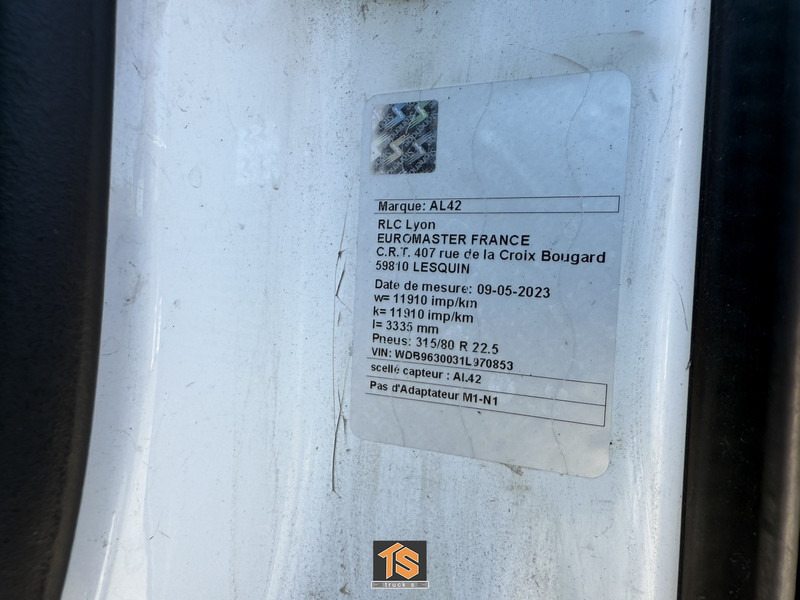 Marque: AL42
RLC Lyon
EUROMASTER FRANCE
C.R.T. 407 rue de la Croix Bougard
59810 LESQUIN
Date de mesure: 09-05-2023
w= 11910 imp/km
k= 11910 imp/km
l= 3335 mm
Pneus: 315/80 R 22.5
VIN: WDB9630031L970853
scellé capteur : AL42
Pas d'Adaptateur M1-N1
TS